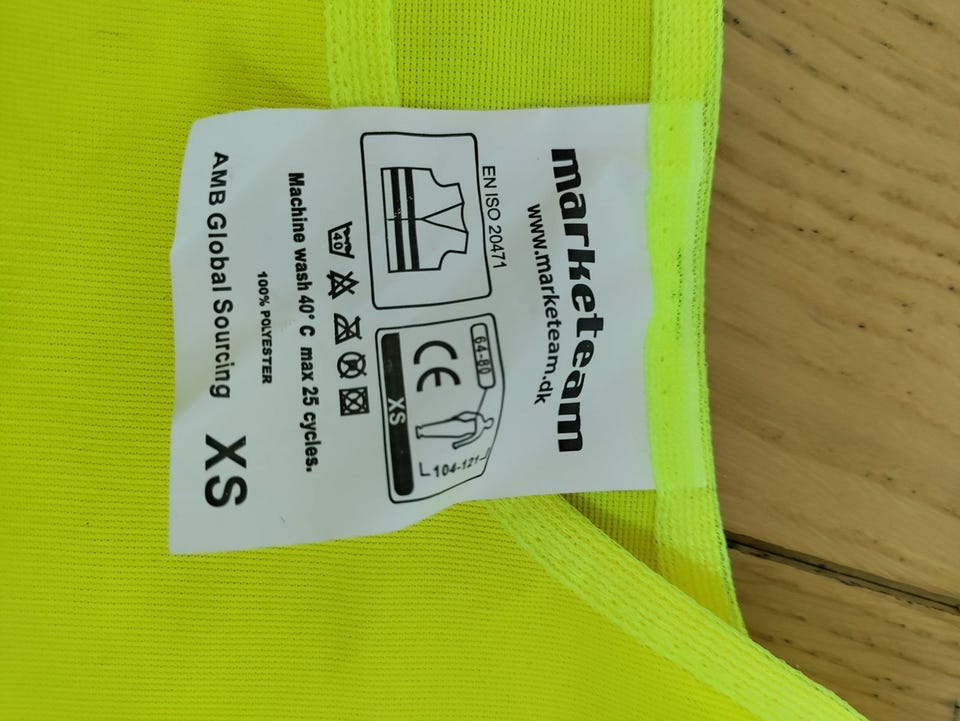 marketeam
www.marketeam.dk
EN ISO 20471
64-80
CE
104-121
XS
40
Machine wash 40° C max 25 cycles.
100% POLYESTER
AMB Global Sourcing XS